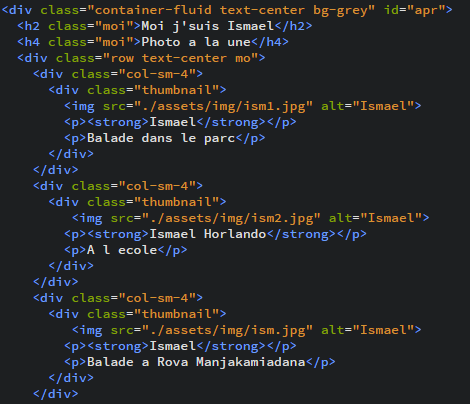 <div class="container-fluid text-center bg-grey" id="apr">
<h2 class="moi">Moi j'suis Ismael</h2>
<h4 class="moi">Photo a la une</h4>
<div class="row text-center mo">
<div class="col-sm-4">
<div class="thumbnail">
<img src="./assets/img/ism1.jpg" alt="Ismael">
<p><strong>Ismael</strong></p>
<p>Balade dans le parc</p>
</div>
</div>
<div class="col-sm-4">
<div class="thumbnail">
<img src="./assets/img/ism2.jpg" alt="Ismael">
<p><strong>Ismael Horlando</strong></p>
<p>A l ecole</p>
</div>
</div>
<div class="col-sm-4">
<div class="thumbnail">
<img src="./assets/img/ism.jpg" alt="Ismael">
<p><strong>Ismael</strong></p>
<p>Balade a Rova Manjakamiadana</p>
</div>
</div>